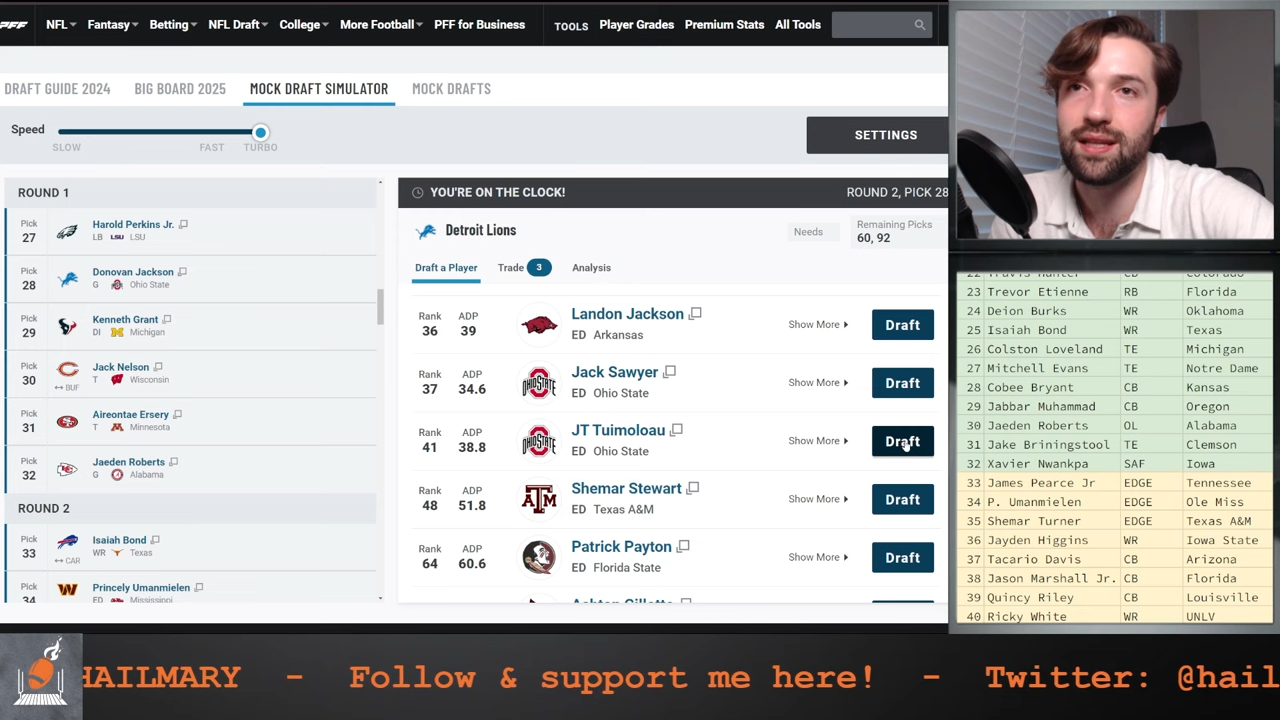 PFF NFL Fantasy Betting NFL Draft College More Football PFF for Business TOOLS Player Grades Premium Stats All Tools
DRAFT GUIDE 2024 BIG BOARD 2025 MOCK DRAFT SIMULATOR MOCK DRAFTS
Speed
SLOW FAST TURBO
SETTINGS
ROUND 1
Pick 27 Harold Perkins Jr.
LB LSU LSU
Pick 28 Donovan Jackson
G Ohio State
Pick 29 Kenneth Grant
DI Michigan
Pick 30 Jack Nelson
↔ BUF T Wisconsin
Pick 31 Aireontae Ersery
T Minnesota
Pick 32 Jaeden Roberts
G Alabama
ROUND 2
Pick 33 Isaiah Bond
↔ CAR WR Texas
Pick 34 Princely Umanmielen
ED Mississippi
YOU'RE ON THE CLOCK! ROUND 2, PICK 28
Detroit Lions Needs Remaining Picks
60, 92
Draft a Player Trade 3 Analysis
Rank 36 ADP 39 Landon Jackson Show More Draft
ED Arkansas
Rank 37 ADP 34.6 Jack Sawyer Show More Draft
ED Ohio State
Rank 41 ADP 38.8 JT Tuimoloau Show More Draft
ED Ohio State
Rank 48 ADP 51.8 Shemar Stewart Show More Draft
ED Texas A&M
Rank 64 ADP 60.6 Patrick Payton Show More Draft
ED Florida State
22 Travis Hunter CB Colorado
23 Trevor Etienne RB Florida
24 Deion Burks WR Oklahoma
25 Isaiah Bond WR Texas
26 Colston Loveland TE Michigan
27 Mitchell Evans TE Notre Dame
28 Cobee Bryant CB Kansas
29 Jabbar Muhammad CB Oregon
30 Jaeden Roberts OL Alabama
31 Jake Briningstool TE Clemson
32 Xavier Nwankpa SAF Iowa
33 James Pearce Jr EDGE Tennessee
34 P. Umanmielen EDGE Ole Miss
35 Shemar Turner EDGE Texas A&M
36 Jayden Higgins WR Iowa State
37 Tacario Davis CB Arizona
38 Jason Marshall Jr. CB Florida
39 Quincy Riley CB Louisville
40 Ricky White WR UNLV
HAILMARY - Follow & support me here! - Twitter: @hail